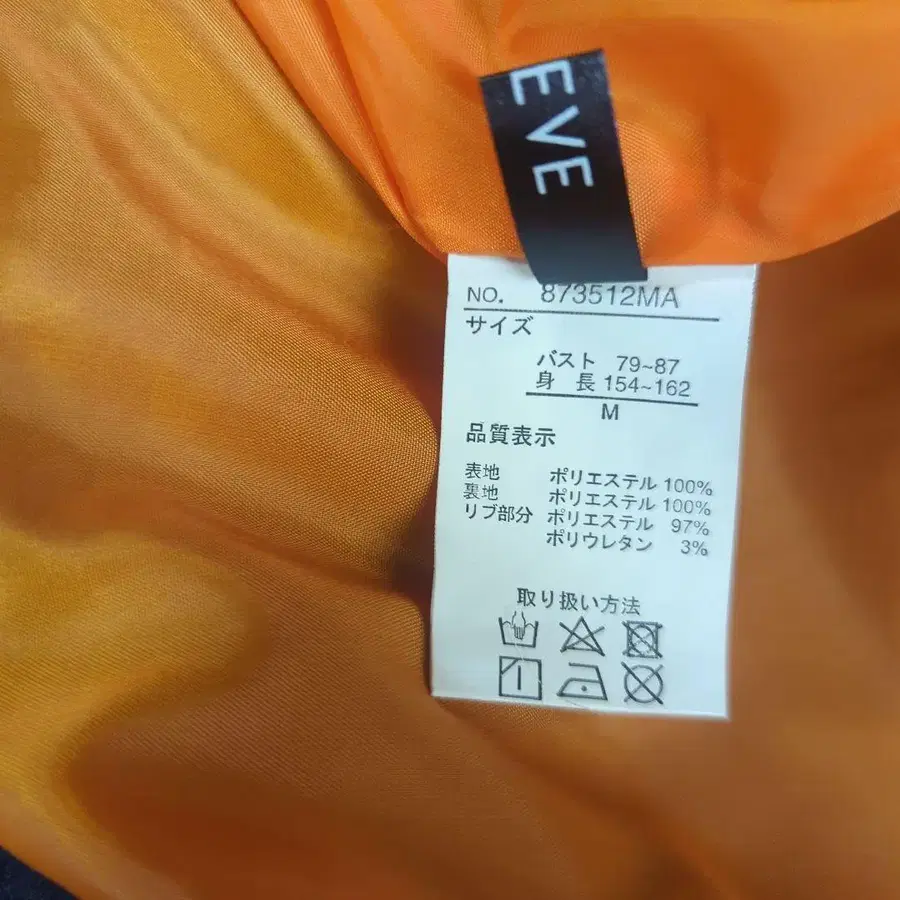 EVE
NO. 873512MA
サイズ
バスト 79~87
身 長 154~162
M
品質表示
表地 ポリエステル 100%
裏地 ポリエステル 100%
リブ部分 ポリエステル 97%
ポリウレタン 3%
取り扱い方法